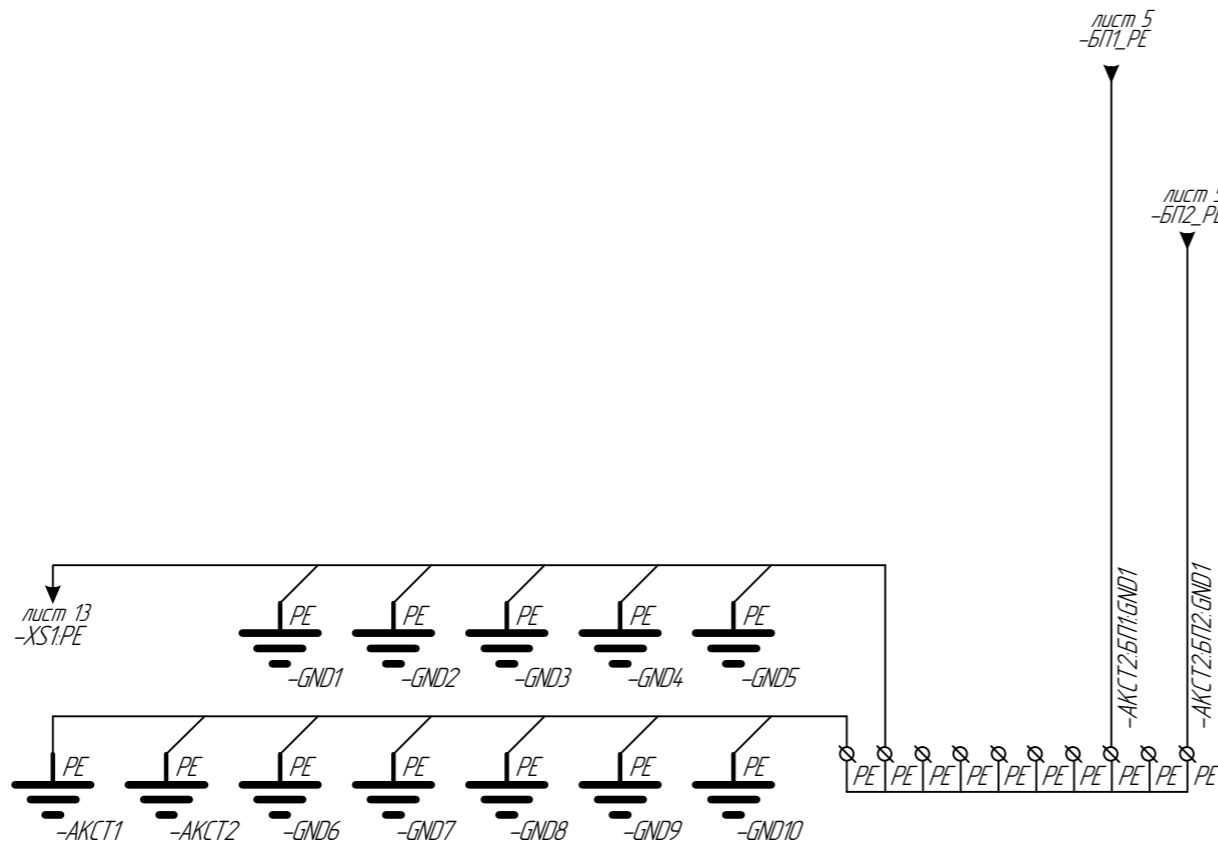 лист 5
-БП1_PE
лист 5
-БП2_PE
-АКСТ2:БП1:GND1
-АКСТ2:БП2:GND1
лист 13
-XS1:PE
PE PE PE PE PE
-GND1 -GND2 -GND3 -GND4 -GND5
PE PE PE PE PE PE PE PE PE PE PE PE PE PE PE PE PE
-АКСТ1 -АКСТ2 -GND6 -GND7 -GND8 -GND9 -GND10